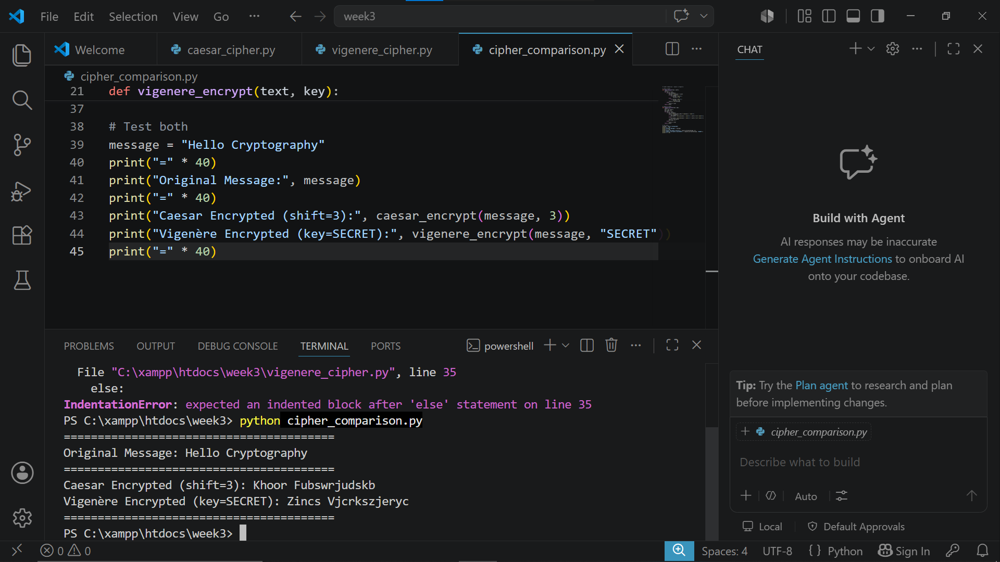 File Edit Selection View Go ··· week3
Welcome caesar_cipher.py vigenere_cipher.py cipher_comparison.py
cipher_comparison.py
21 def vigenere_encrypt(text, key):
37
38 # Test both
39 message = "Hello Cryptography"
40 print("=" * 40)
41 print("Original Message:", message)
42 print("=" * 40)
43 print("Caesar Encrypted (shift=3):", caesar_encrypt(message, 3))
44 print("Vigenère Encrypted (key=SECRET):", vigenere_encrypt(message, "SECRET"))
45 print("=" * 40)
PROBLEMS OUTPUT DEBUG CONSOLE TERMINAL PORTS powershell
File "C:\xampp\htdocs\week3\vigenere_cipher.py", line 35
else:
IndentationError: expected an indented block after 'else' statement on line 35
PS C:\xampp\htdocs\week3> python cipher_comparison.py
========================================
Original Message: Hello Cryptography
========================================
Caesar Encrypted (shift=3): Khoor Fubswrjudskb
Vigenère Encrypted (key=SECRET): Zincs Vjcrkszjeryc
========================================
PS C:\xampp\htdocs\week3>
CHAT
Build with Agent
AI responses may be inaccurate
Generate Agent Instructions to onboard AI
onto your codebase.
Tip: Try the Plan agent to research and plan
before implementing changes.
cipher_comparison.py
Describe what to build
Auto
Local Default Approvals
0 0 Spaces: 4 UTF-8 {} Python Sign In